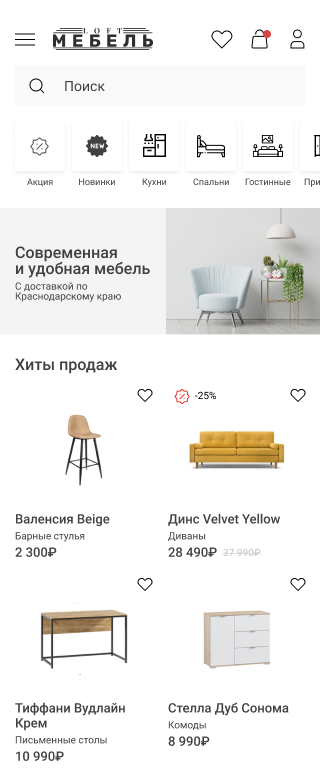 LOFT
МЕБЕЛЬ
Поиск
NEW
Акция
Новинки
Кухни
Спальни
Гостинные
При
Современная
и удобная мебель
С доставкой по
Краснодарскому краю
Хиты продаж
-25%
Валенсия Beige
Барные стулья
2 300₽
Динс Velvet Yellow
Диваны
28 490₽ 37 990₽
Тиффани Вудлайн
Крем
Письменные столы
10 990₽
Стелла Дуб Сонома
Комоды
8 990₽